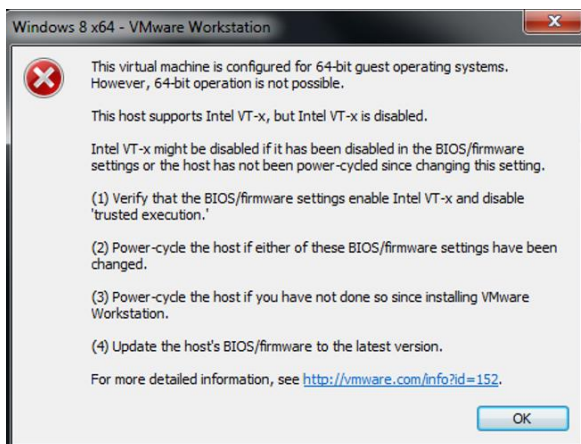 Windows 8 x64 - VMware Workstation
This virtual machine is configured for 64-bit guest operating systems.
However, 64-bit operation is not possible.
This host supports Intel VT-x, but Intel VT-x is disabled.
Intel VT-x might be disabled if it has been disabled in the BIOS/firmware
settings or the host has not been power-cycled since changing this setting.
(1) Verify that the BIOS/firmware settings enable Intel VT-x and disable
'trusted execution.'
(2) Power-cycle the host if either of these BIOS/firmware settings have been
changed.
(3) Power-cycle the host if you have not done so since installing VMware
Workstation.
(4) Update the host's BIOS/firmware to the latest version.
For more detailed information, see http://vmware.com/info?id=152.
OK